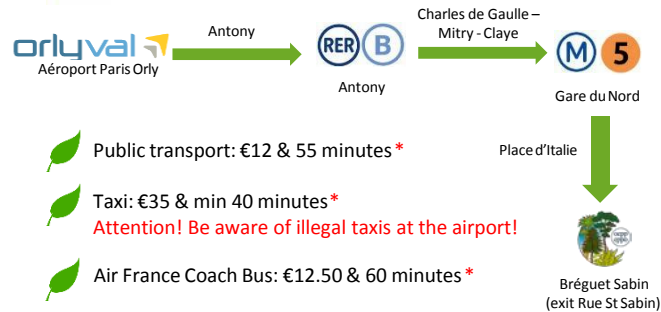 Antony
Charles de Gaulle –
Mitry - Claye
orlyval
RER B
M 5
Aéroport Paris Orly
Antony
Gare du Nord
Public transport: €12 & 55 minutes*
Place d'Italie
Taxi: €35 & min 40 minutes*
Attention! Be aware of illegal taxis at the airport!
Air France Coach Bus: €12.50 & 60 minutes*
Bréguet Sabin
(exit Rue St Sabin)